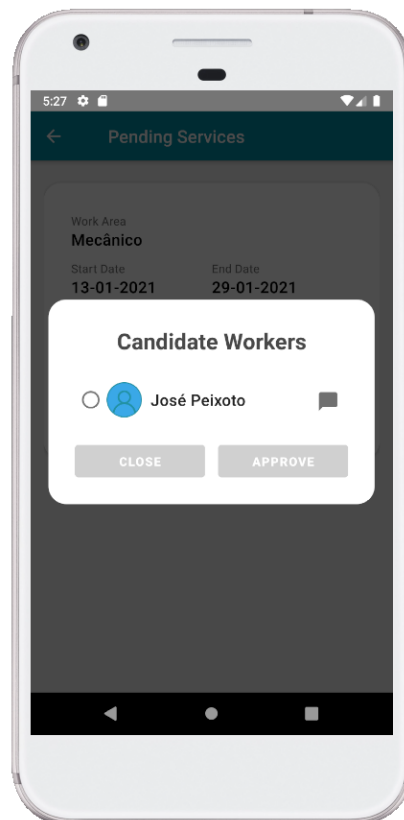 5:27
Pending Services
Work Area
Mecânico
Start Date End Date
13-01-2021 29-01-2021
Candidate Workers
José Peixoto
CLOSE APPROVE